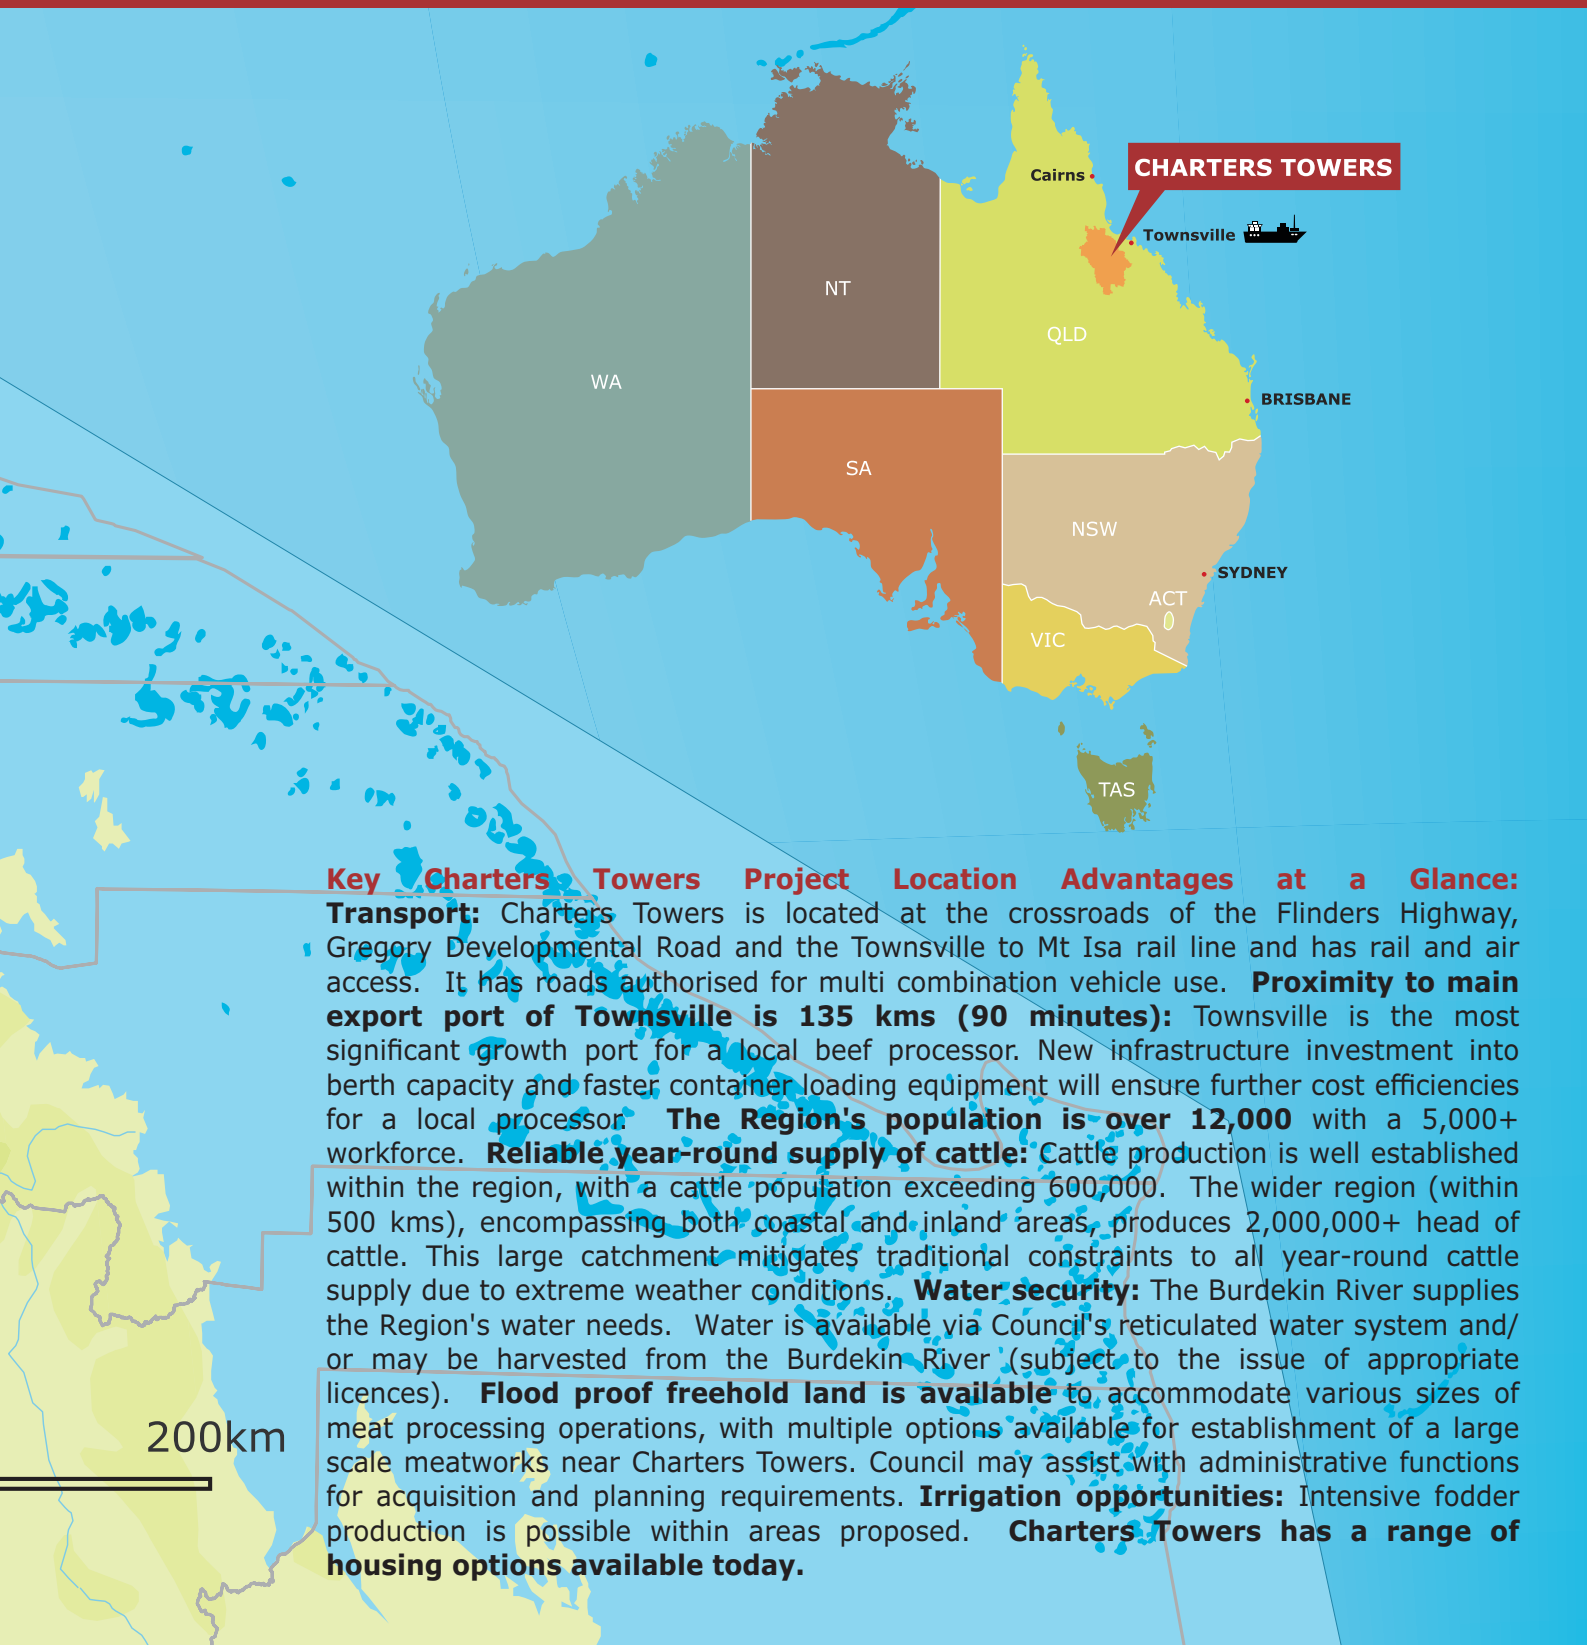 CHARTERS TOWERS
Cairns
Townsville
NT
QLD
WA
BRISBANE
SA
NSW
SYDNEY
ACT
VIC
TAS
Key Charters Towers Project Location Advantages at a Glance:
Transport: Charters Towers is located at the crossroads of the Flinders Highway,
Gregory Developmental Road and the Townsville to Mt Isa rail line and has rail and air
access. It has roads authorised for multi combination vehicle use. Proximity to main
export port of Townsville is 135 kms (90 minutes): Townsville is the most
significant growth port for a local beef processor. New infrastructure investment into
berth capacity and faster container loading equipment will ensure further cost efficiencies
for a local processor. The Region's population is over 12,000 with a 5,000+
workforce. Reliable year-round supply of cattle: Cattle production is well established
within the region, with a cattle population exceeding 600,000. The wider region (within
500 kms), encompassing both coastal and inland areas, produces 2,000,000+ head of
cattle. This large catchment mitigates traditional constraints to all year-round cattle
supply due to extreme weather conditions. Water security: The Burdekin River supplies
the Region's water needs. Water is available via Council's reticulated water system and/
or may be harvested from the Burdekin River (subject to the issue of appropriate
licences). Flood proof freehold land is available to accommodate various sizes of
meat processing operations, with multiple options available for establishment of a large
scale meatworks near Charters Towers. Council may assist with administrative functions
for acquisition and planning requirements. Irrigation opportunities: Intensive fodder
production is possible within areas proposed. Charters Towers has a range of
housing options available today.
200km